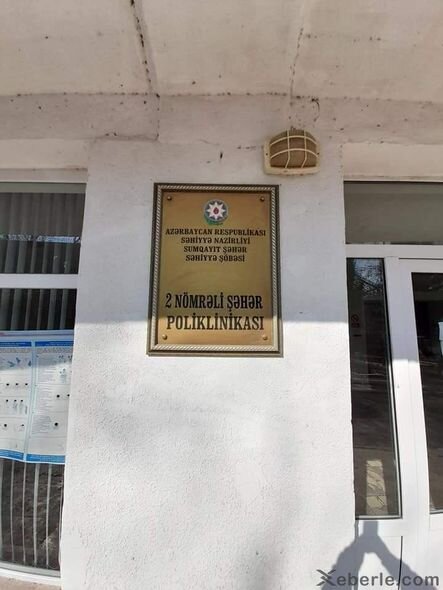 AZƏRBAYCAN RESPUBLİKASI
SƏHİYYƏ NAZİRLİYİ
SUMQAYIT ŞƏHƏR
SƏHİYYƏ ŞÖBƏSİ
2 NÖMRƏLİ ŞƏHƏR
POLİKLİNİKASI
Xeberle.com